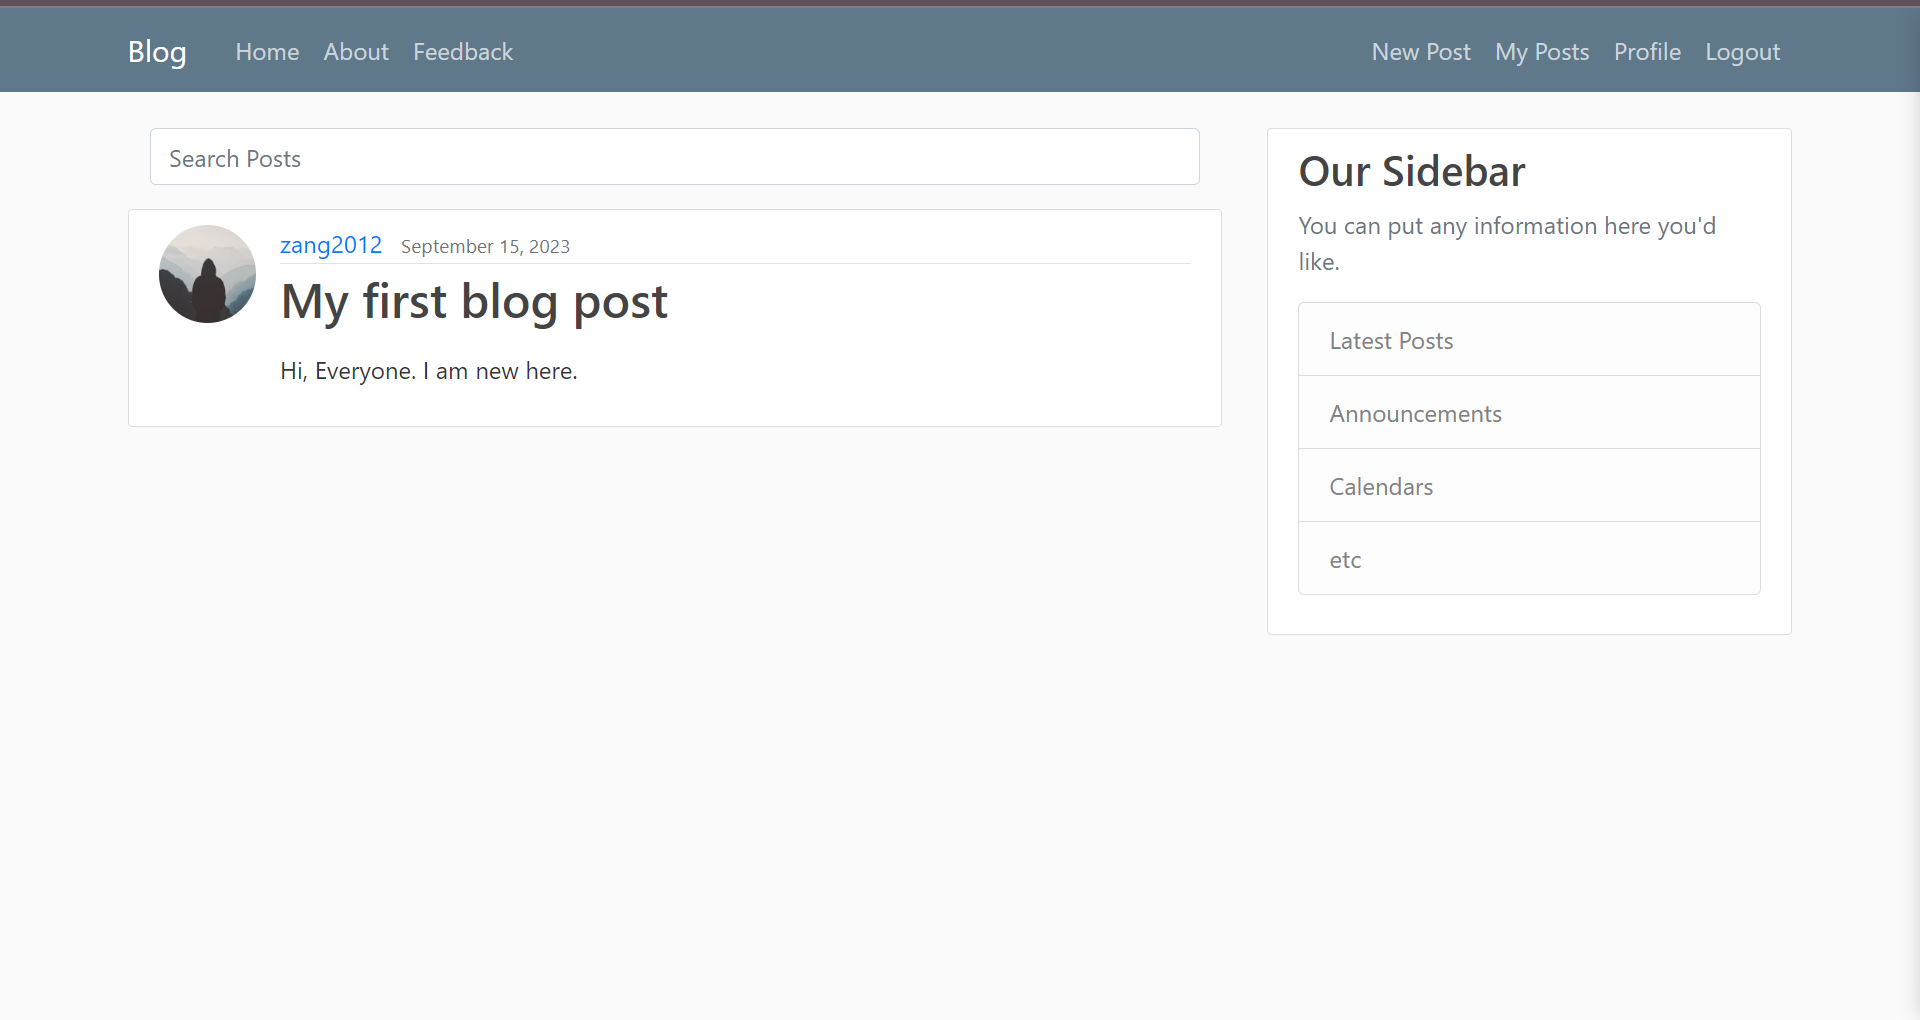 Blog Home About Feedback New Post My Posts Profile Logout
Search Posts
zang2012 September 15, 2023
My first blog post
Hi, Everyone. I am new here.
Our Sidebar
You can put any information here you'd
like.
Latest Posts
Announcements
Calendars
etc